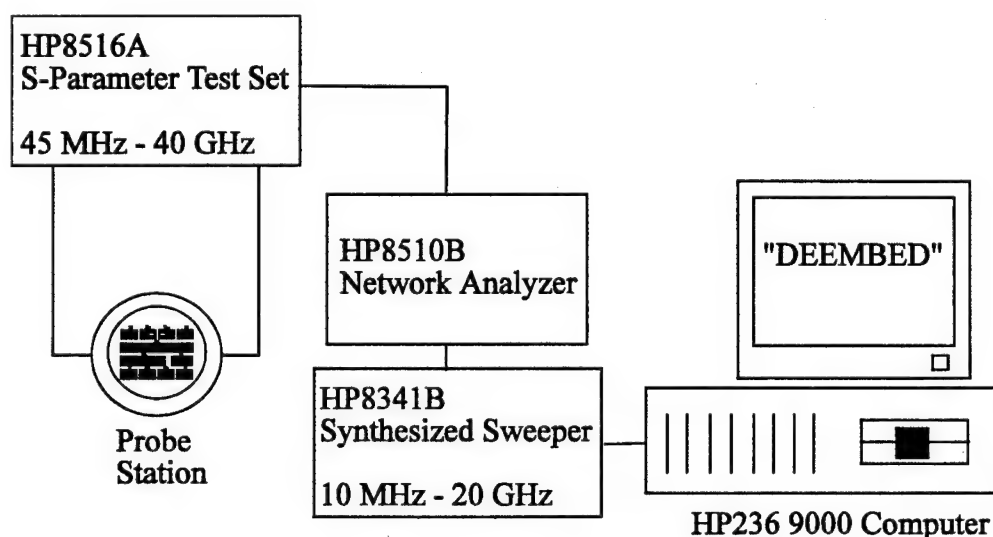 HP8516A
S-Parameter Test Set
45 MHz - 40 GHz
HP8510B
Network Analyzer
"DEEMBED"
HP8341B
Synthesized Sweeper
10 MHz - 20 GHz
Probe
Station
HP236 9000 Computer